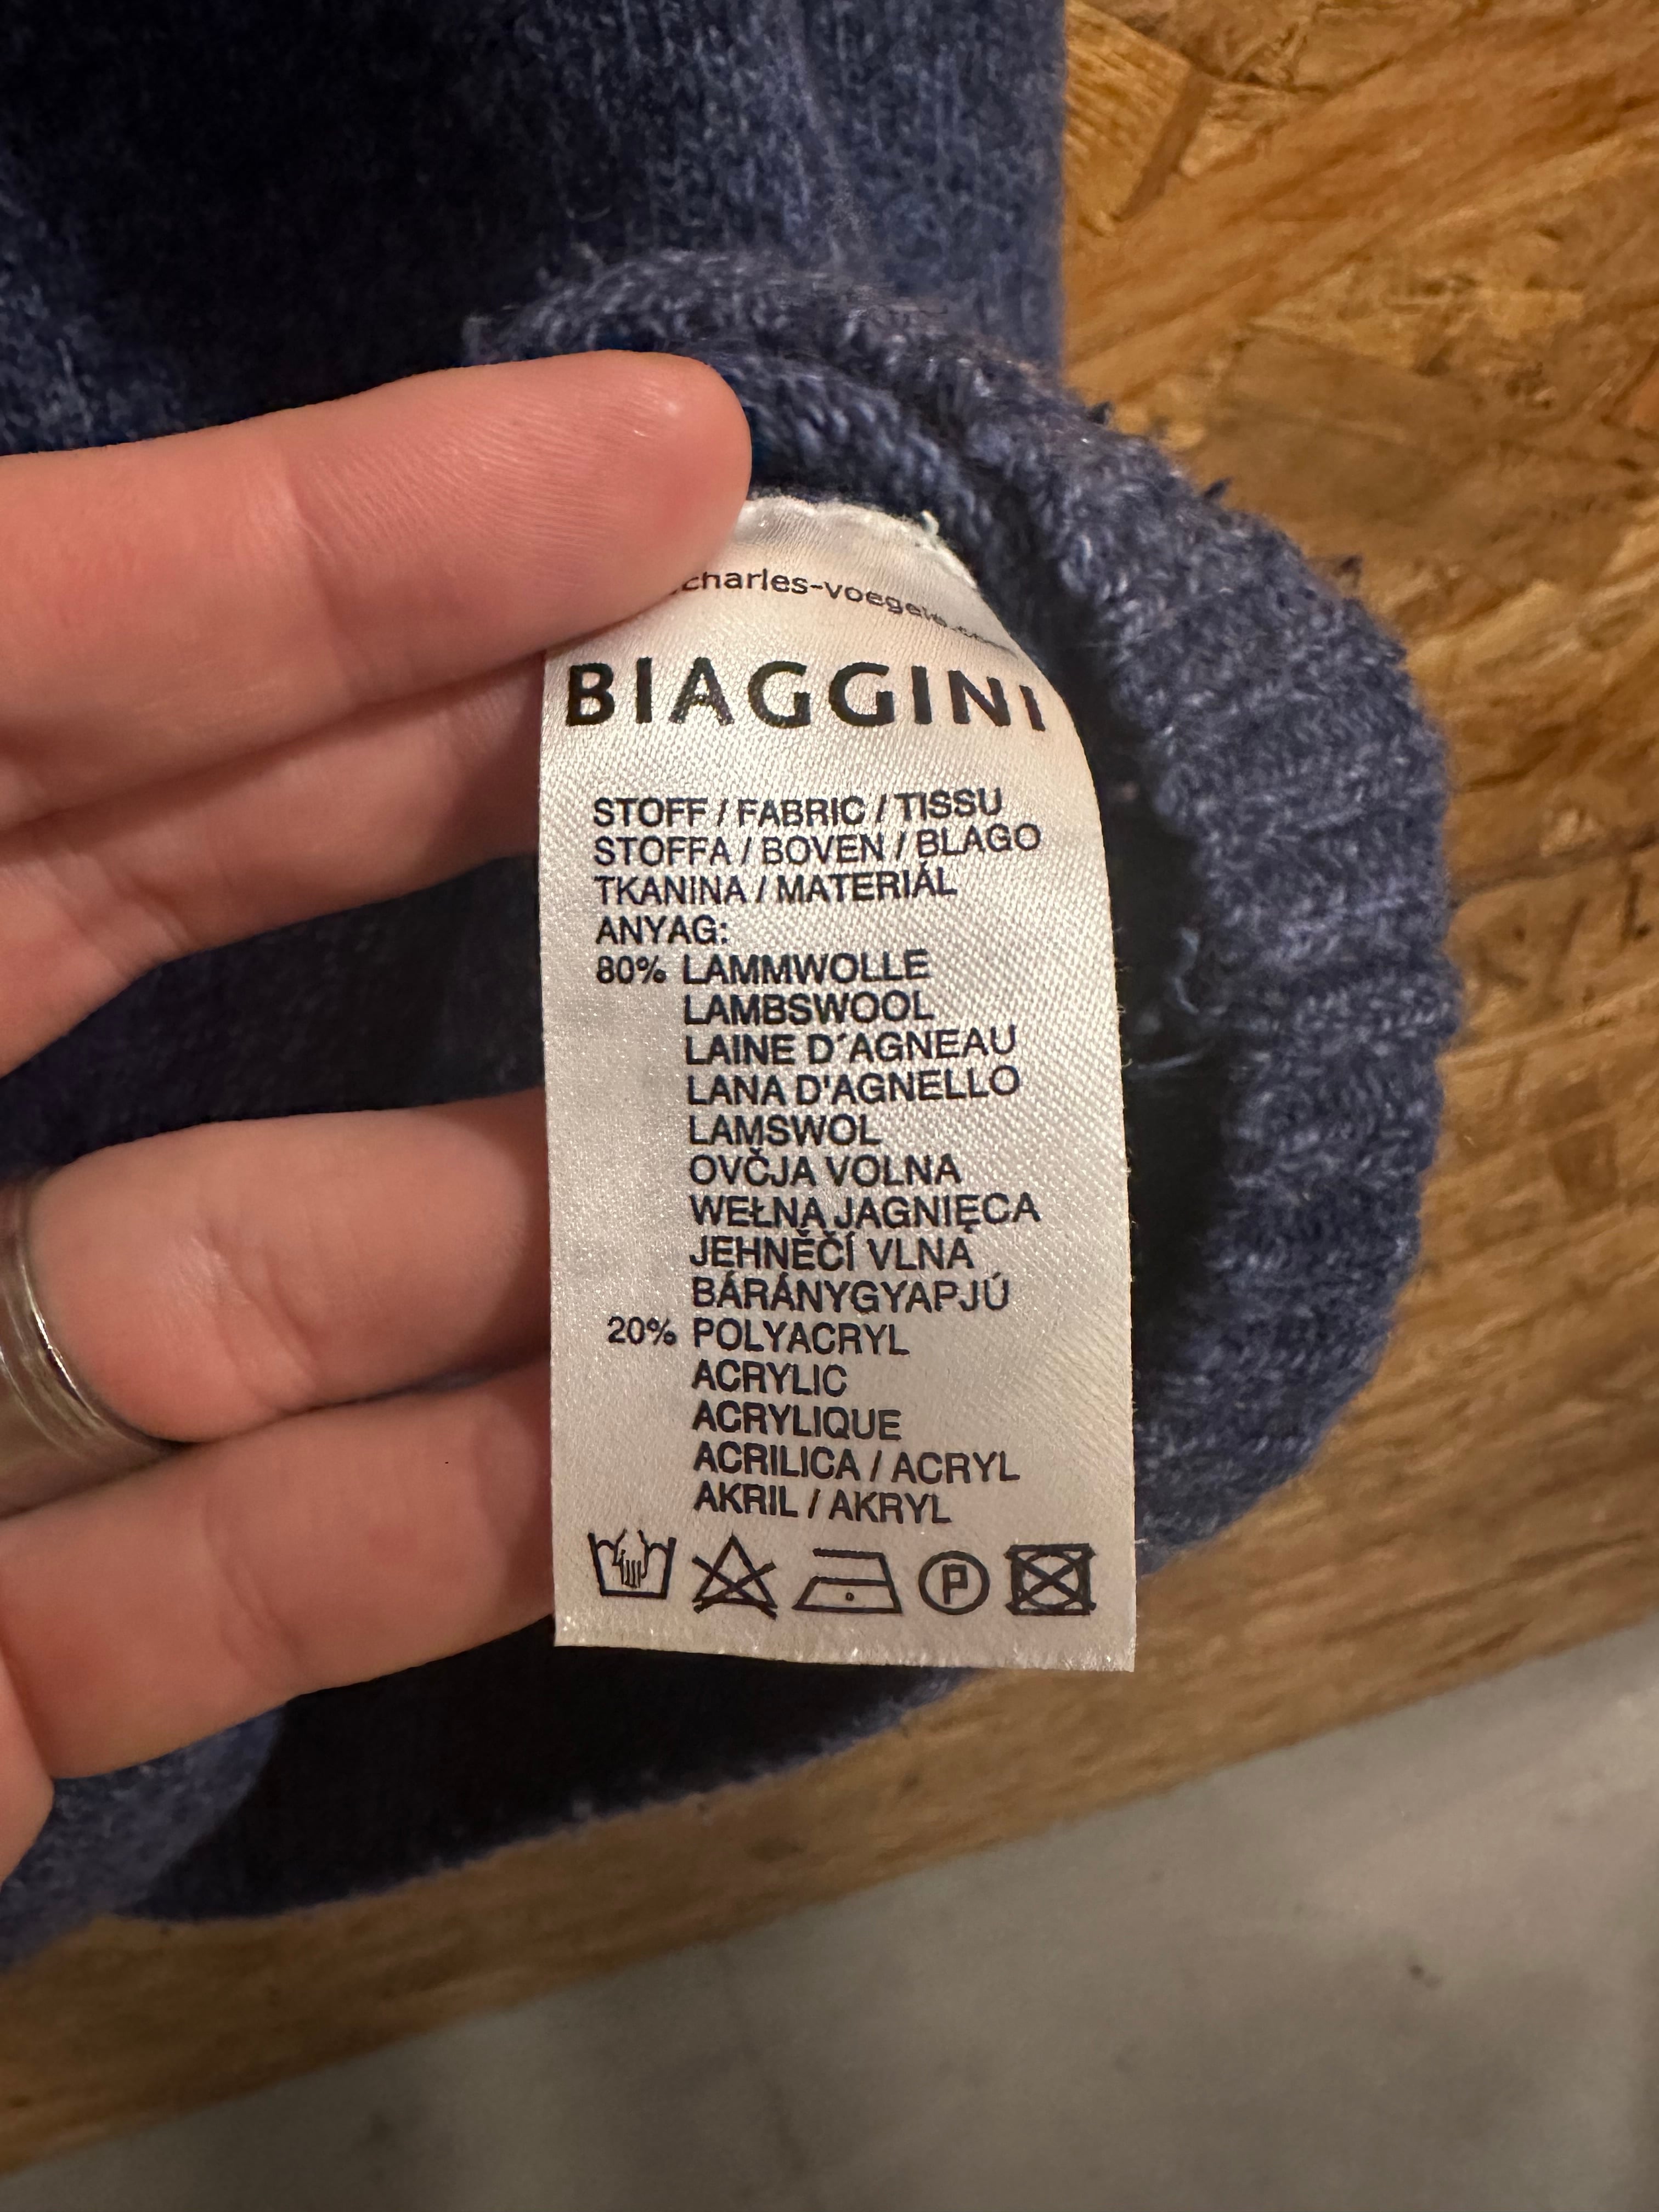 charles-voegele.com
BIAGGINI
STOFF / FABRIC / TISSU
STOFFA / BOVEN / BLAGO
TKANINA / MATERIÁL
ANYAG:
80% LAMMWOLLE
LAMBSWOOL
LAINE D´AGNEAU
LANA D'AGNELLO
LAMSWOL
OVČJA VOLNA
WEŁNA JAGNIĘCA
JEHNĚČÍ VLNA
BÁRÁNYGYAPJÚ
20% POLYACRYL
ACRYLIC
ACRYLIQUE
ACRILICA / ACRYL
AKRIL / AKRYL
P